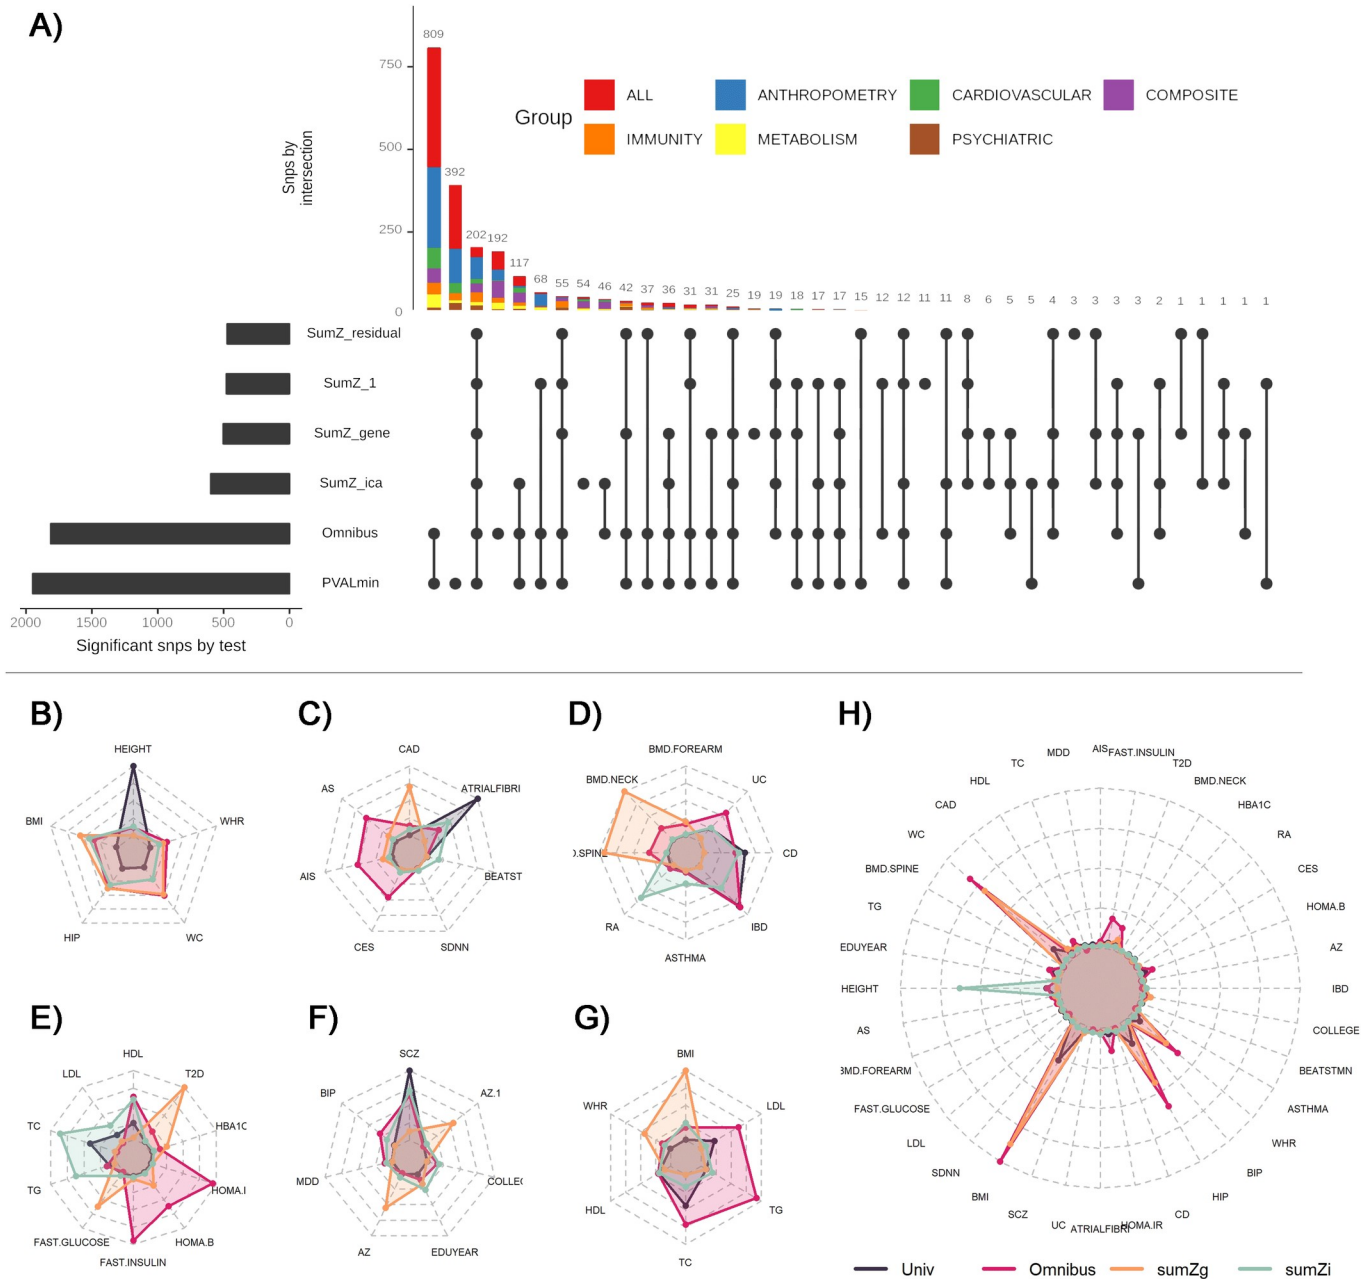 A)
809
392
202
192
117
68
55
54
46
42
37
36
31
31
25
19
19
18
17
17
15
12
12
11
11
8
6
5
5
4
3
3
3
3
2
1
1
1
1
1
Snps by
intersection
750
500
250
0
Group
ALL
ANTHROPOMETRY
CARDIOVASCULAR
COMPOSITE
IMMUNITY
METABOLISM
PSYCHIATRIC
SumZ_residual
SumZ_1
SumZ_gene
SumZ_ica
Omnibus
PVALmin
2000 1500 1000 500 0
Significant snps by test
B)
HEIGHT
BMI
WHR
HIP
WC
C)
CAD
AS
ATRIALFIBRI
AIS
BEATST
CES
SDNN
D)
BMD.FOREARM
BMD.NECK
UC
D.SPINE
CD
RA
IBD
ASTHMA
H)
AIS
FAST.INSULIN
MDD
T2D
TC
BMD.NECK
HDL
HBA1C
CAD
RA
WC
CES
BMD.SPINE
HOMA.B
TG
AZ
EDUYEAR
IBD
HEIGHT
COLLEGE
AS
BEATSTMN
3MD.FOREARM
ASTHMA
FAST.GLUCOSE
WHR
LDL
BIP
SDNN
HIP
BMI
CD
SCZ
HOMA.IR
UC
ATRIALFIBRI
E)
HDL
LDL
T2D
TC
HBA1C
TG
HOMA.I
FAST.GLUCOSE
HOMA.B
FAST.INSULIN
F)
SCZ
BIP
AZ.1
MDD
COLLE(
AZ
EDUYEAR
G)
BMI
WHR
LDL
HDL
TG
TC
Univ
Omnibus
sumZg
sumZi